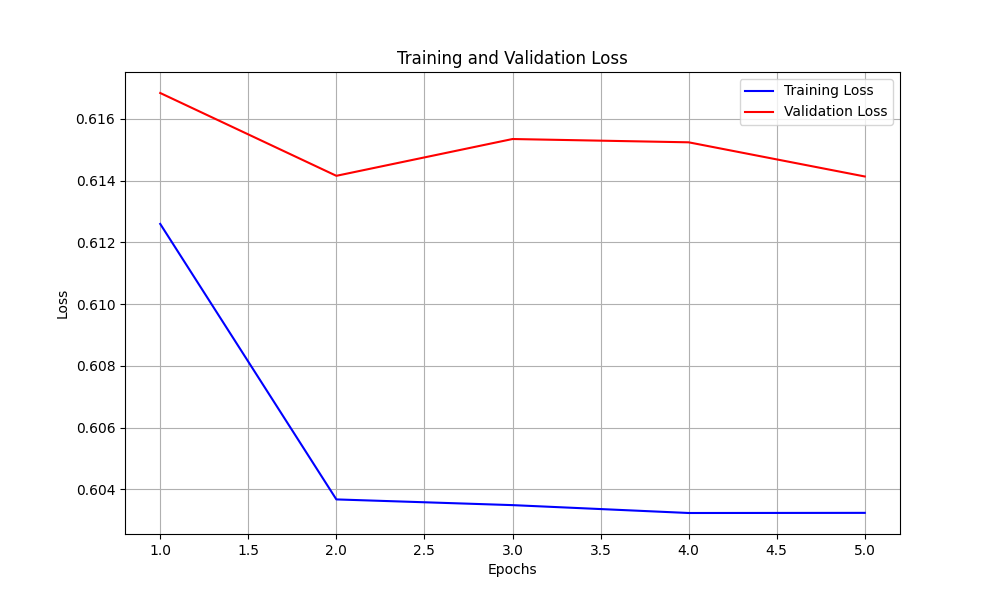 Training and Validation Loss
Training Loss
Validation Loss
0.616
0.614
0.612
0.610
0.608
0.606
0.604
Loss
1.0 1.5 2.0 2.5 3.0 3.5 4.0 4.5 5.0
Epochs